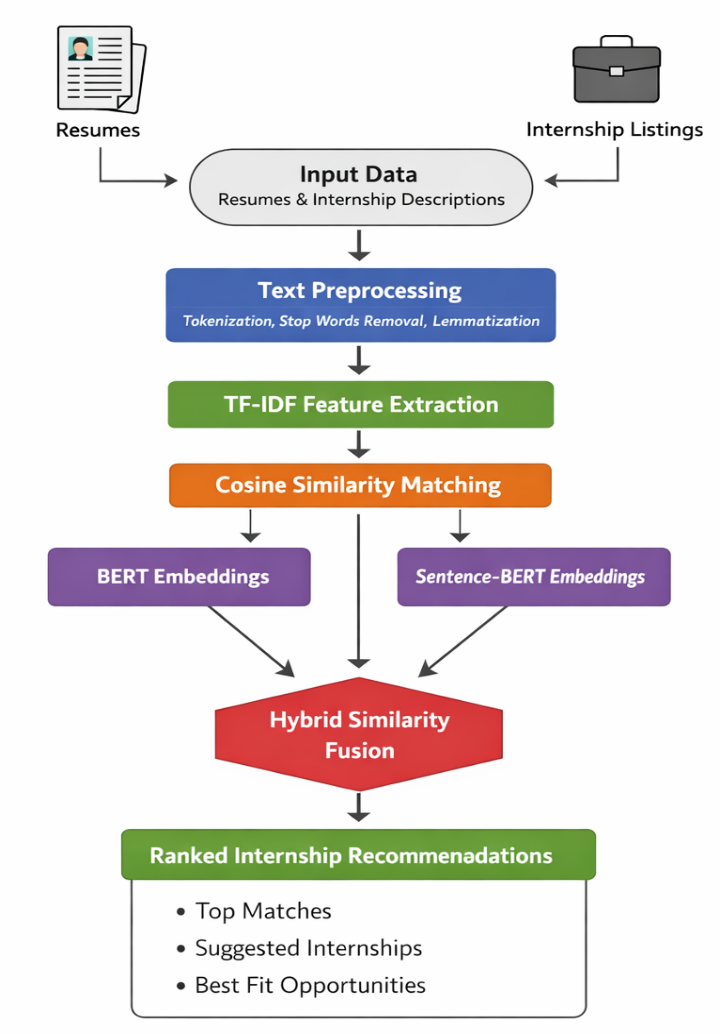 Resumes
Internship Listings
Input Data
Resumes & Internship Descriptions
Text Preprocessing
Tokenization, Stop Words Removal, Lemmatization
TF-IDF Feature Extraction
Cosine Similarity Matching
BERT Embeddings
Sentence-BERT Embeddings
Hybrid Similarity
Fusion
Ranked Internship Recommenadations
• Top Matches
• Suggested Internships
• Best Fit Opportunities